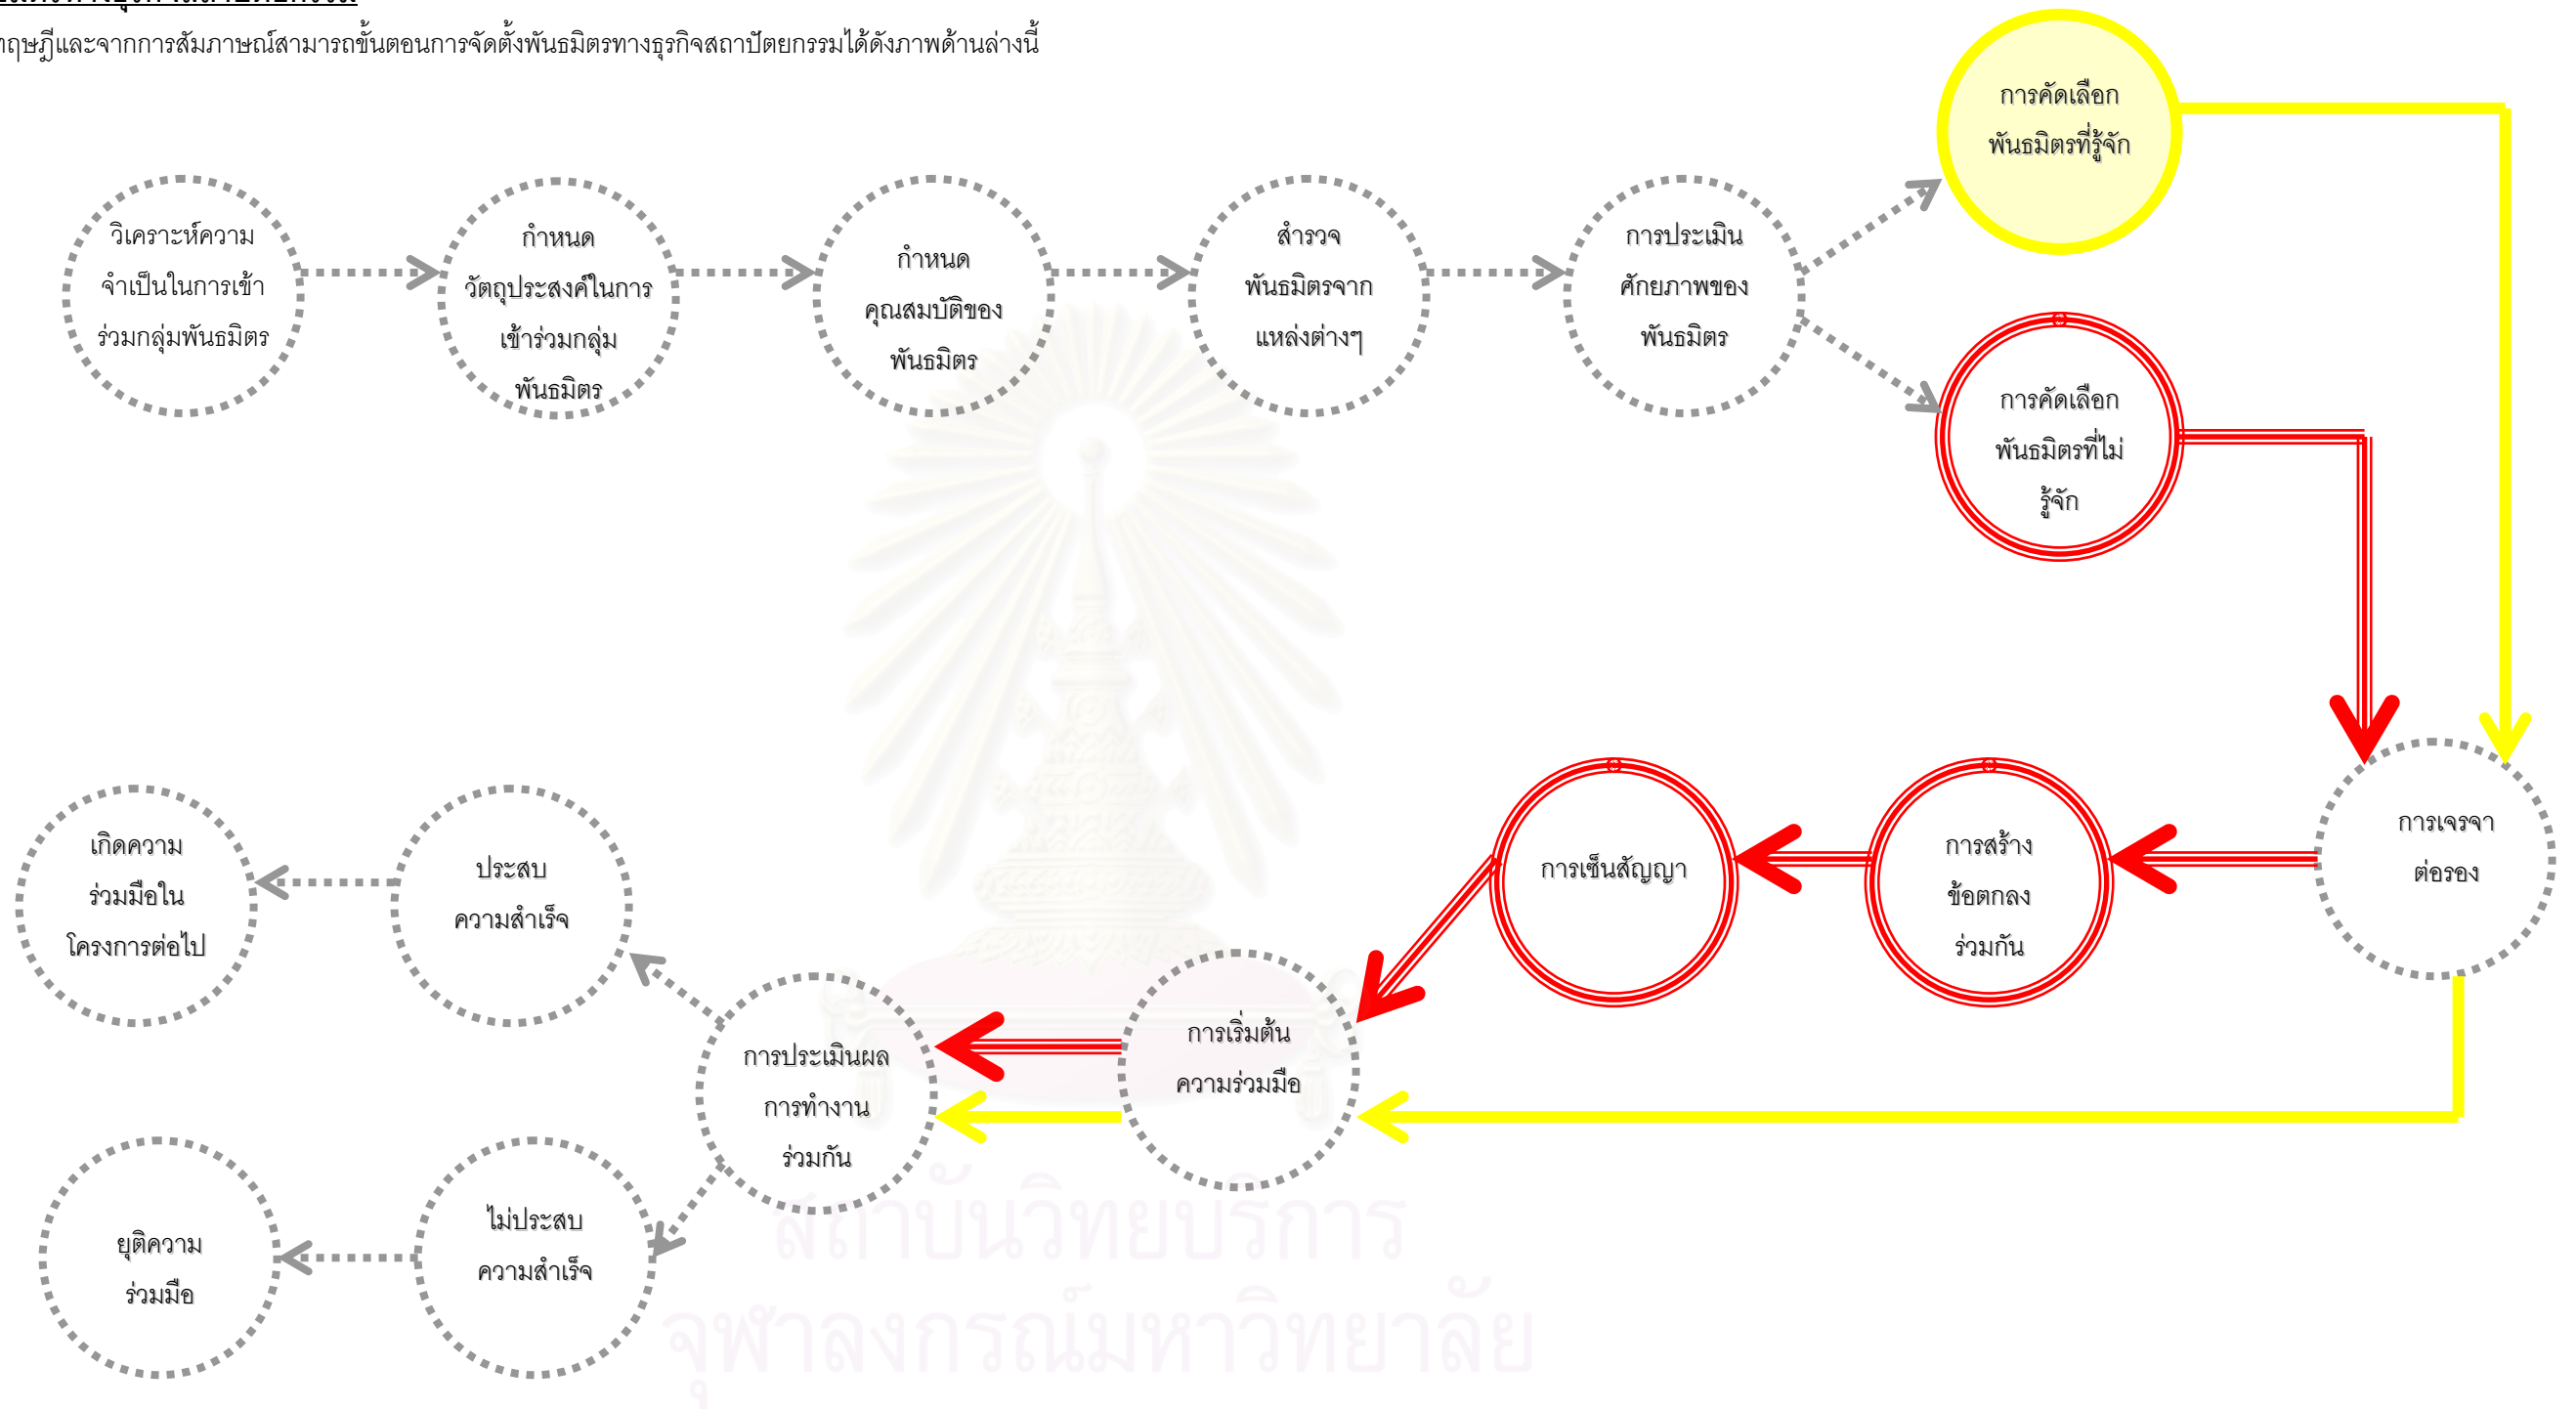 ทฤษฎีและจากการสัมภาษณ์สามารถขั้นตอนการจัดตั้งพันธมิตรทางธุรกิจสถาปัตยกรรมได้ดังภาพด้านล่างนี้
วิเคราะห์ความ
จำเป็นในการเข้า
ร่วมกลุ่มพันธมิตร
กำหนด
วัตถุประสงค์ในการ
เข้าร่วมกลุ่ม
พันธมิตร
กำหนด
คุณสมบัติของ
พันธมิตร
สำรวจ
พันธมิตรจาก
แหล่งต่างๆ
การประเมิน
ศักยภาพของ
พันธมิตร
การคัดเลือก
พันธมิตรที่รู้จัก
การคัดเลือก
พันธมิตรที่ไม่
รู้จัก
การเจรจา
ต่อรอง
การสร้าง
ข้อตกลง
ร่วมกัน
การเซ็นสัญญา
การเริ่มต้น
ความร่วมมือ
การประเมินผล
การทำงาน
ร่วมกัน
ประสบ
ความสำเร็จ
เกิดความ
ร่วมมือใน
โครงการต่อไป
ไม่ประสบ
ความสำเร็จ
ยุติความ
ร่วมมือ
สถาบันวิทยบริการ
จุฬาลงกรณ์มหาวิทยาลัย